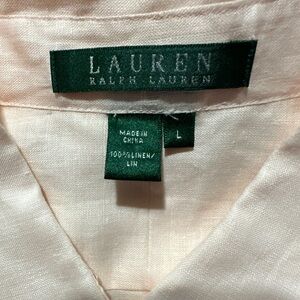 LAUREN
RALPH LAUREN
MADE IN
CHINA
100% LINEN/
LIN
L